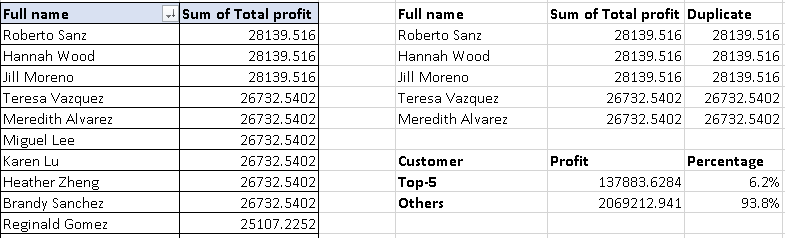 Full name Sum of Total profit Full name Sum of Total profit Duplicate
Roberto Sanz 28139.516 Roberto Sanz 28139.516 28139.516
Hannah Wood 28139.516 Hannah Wood 28139.516 28139.516
Jill Moreno 28139.516 Jill Moreno 28139.516 28139.516
Teresa Vazquez 26732.5402 Teresa Vazquez 26732.5402 26732.5402
Meredith Alvarez 26732.5402 Meredith Alvarez 26732.5402 26732.5402
Miguel Lee 26732.5402
Karen Lu 26732.5402 Customer Profit Percentage
Heather Zheng 26732.5402 Top-5 137883.6284 6.2%
Brandy Sanchez 26732.5402 Others 2069212.941 93.8%
Reginald Gomez 25107.2252